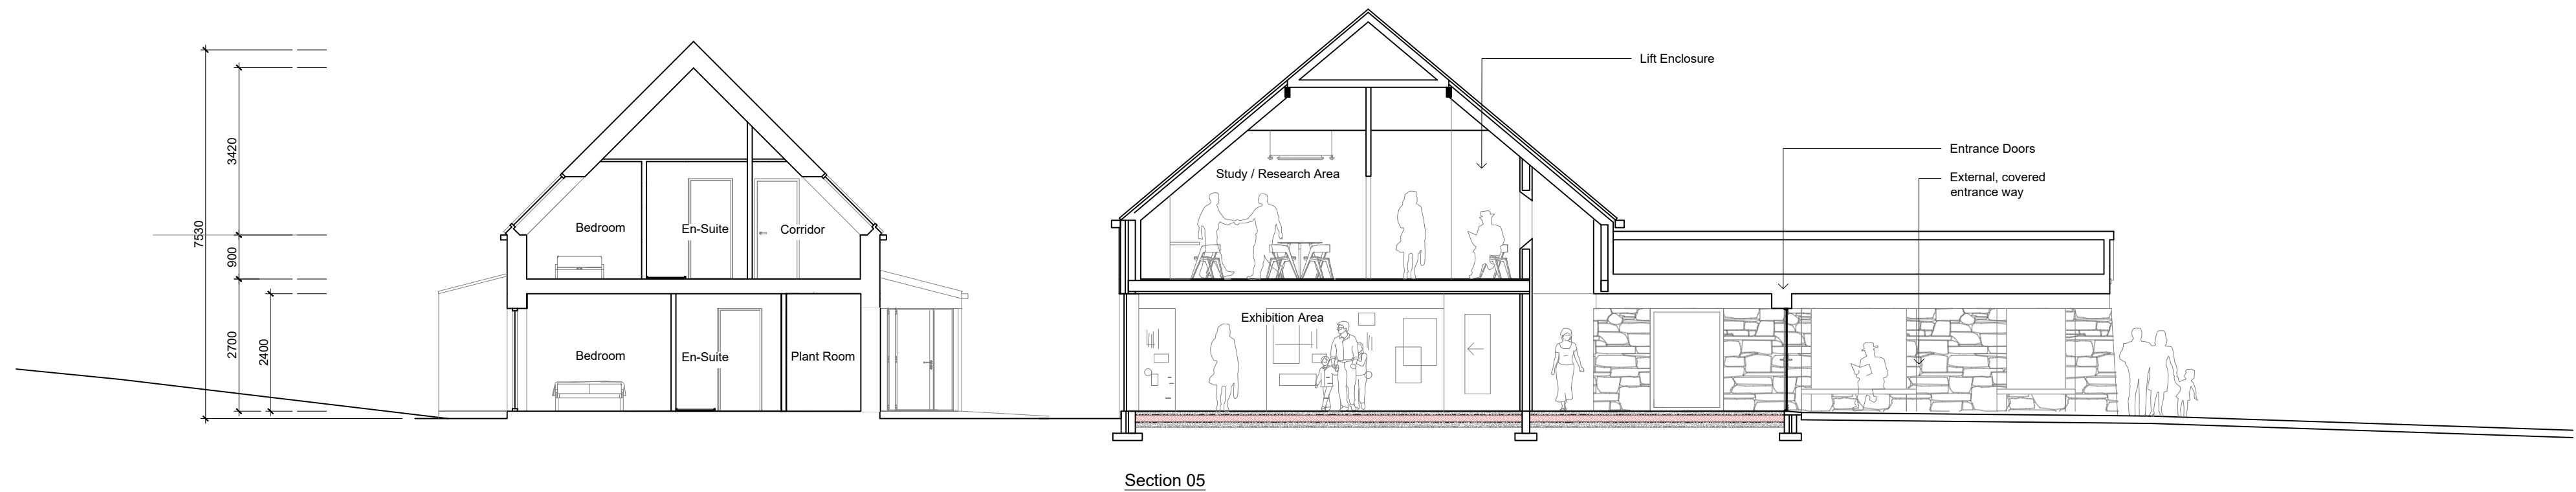 Lift Enclosure
Entrance Doors
External, covered
entrance way
Study / Research Area
Exhibition Area
Bedroom
En-Suite
Corridor
Bedroom
En-Suite
Plant Room
7530
3420
900
2700
2400
Section 05